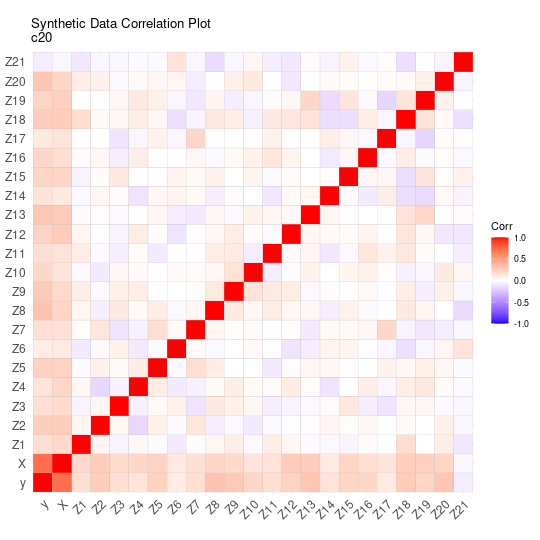 Synthetic Data Correlation Plot
c20
Z21
Z20
Z19
Z18
Z17
Z16
Z15
Z14
Z13
Z12
Z11
Z10
Z9
Z8
Z7
Z6
Z5
Z4
Z3
Z2
Z1
X
y
y X Z1 Z2 Z3 Z4 Z5 Z6 Z7 Z8 Z9 Z10 Z11 Z12 Z13 Z14 Z15 Z16 Z17 Z18 Z19 Z20 Z21
Corr
1.0
0.5
0.0
-0.5
-1.0